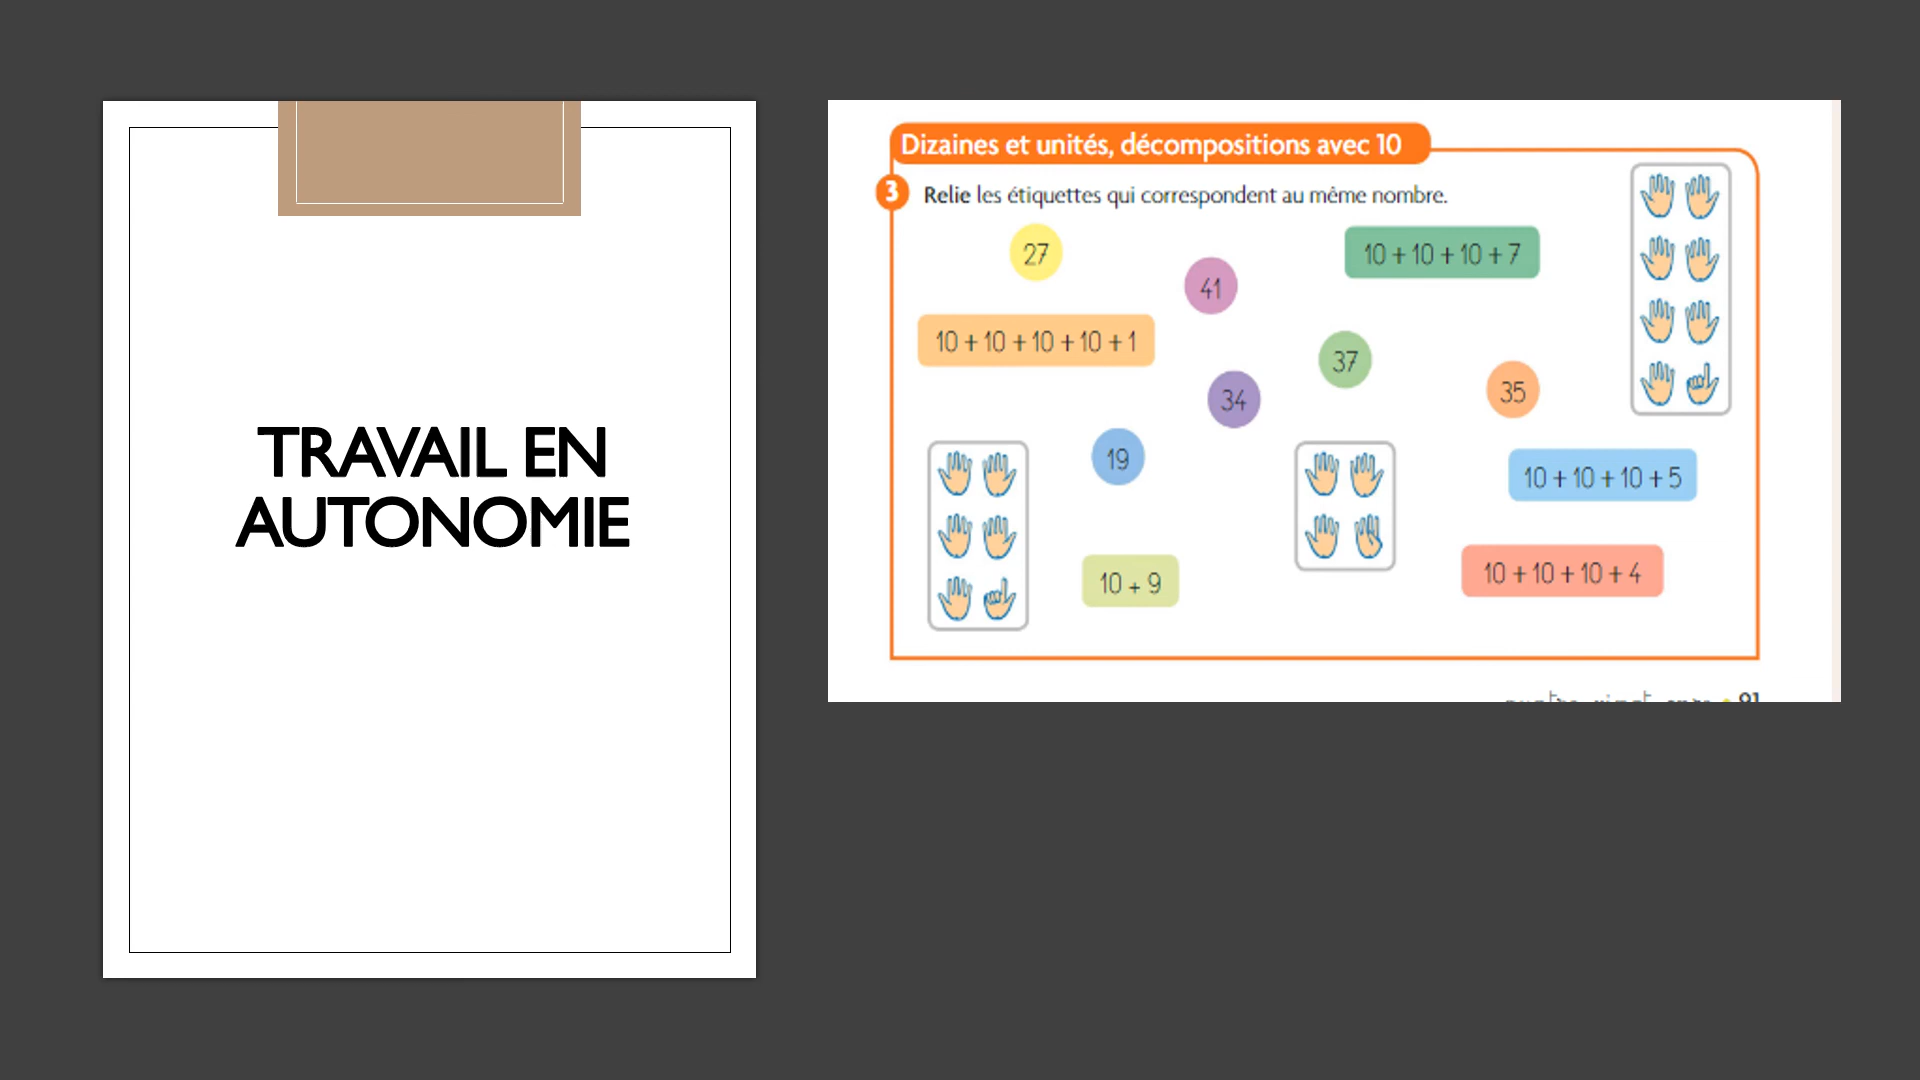 TRAVAIL EN
AUTONOMIE
Dizaines et unités, décompositions avec 10
3 Relie les étiquettes qui correspondent au même nombre.
27
41
10 + 10 + 10 + 7
10 + 10 + 10 + 10 + 1
37
34
35
19
10 + 10 + 10 + 5
10 + 9
10 + 10 + 10 + 4